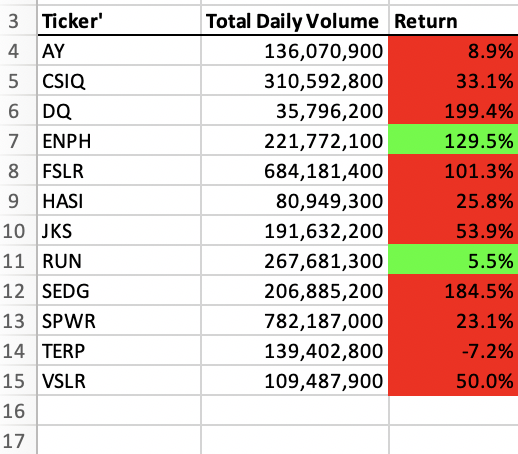 3 Ticker' Total Daily Volume Return
4 AY 136,070,900 8.9%
5 CSIQ 310,592,800 33.1%
6 DQ 35,796,200 199.4%
7 ENPH 221,772,100 129.5%
8 FSLR 684,181,400 101.3%
9 HASI 80,949,300 25.8%
10 JKS 191,632,200 53.9%
11 RUN 267,681,300 5.5%
12 SEDG 206,885,200 184.5%
13 SPWR 782,187,000 23.1%
14 TERP 139,402,800 -7.2%
15 VSLR 109,487,900 50.0%
16
17